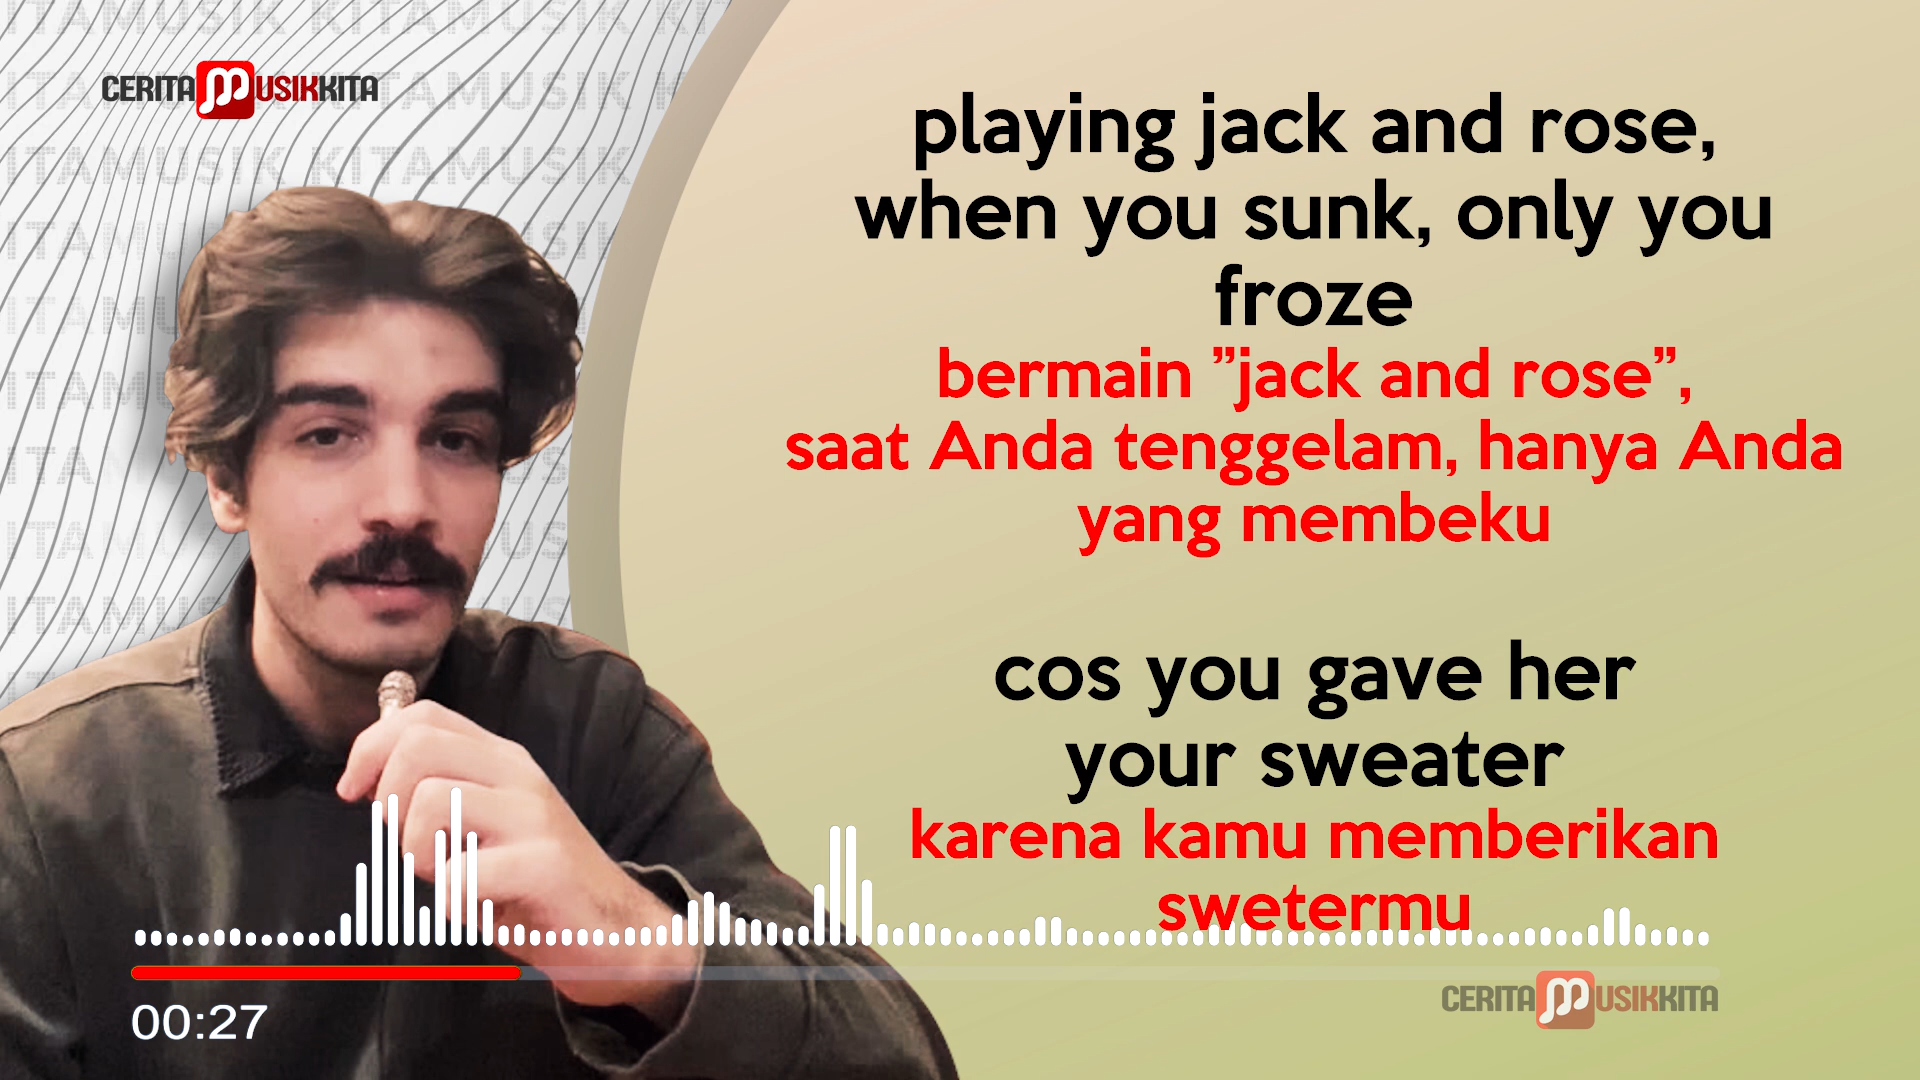 CERITA MUSIKKITA
playing jack and rose,
when you sunk, only you
froze
bermain ”jack and rose”,
saat Anda tenggelam, hanya Anda
yang membeku
cos you gave her
your sweater
karena kamu memberikan
swetermu
00:27
CERITA MUSIKKITA